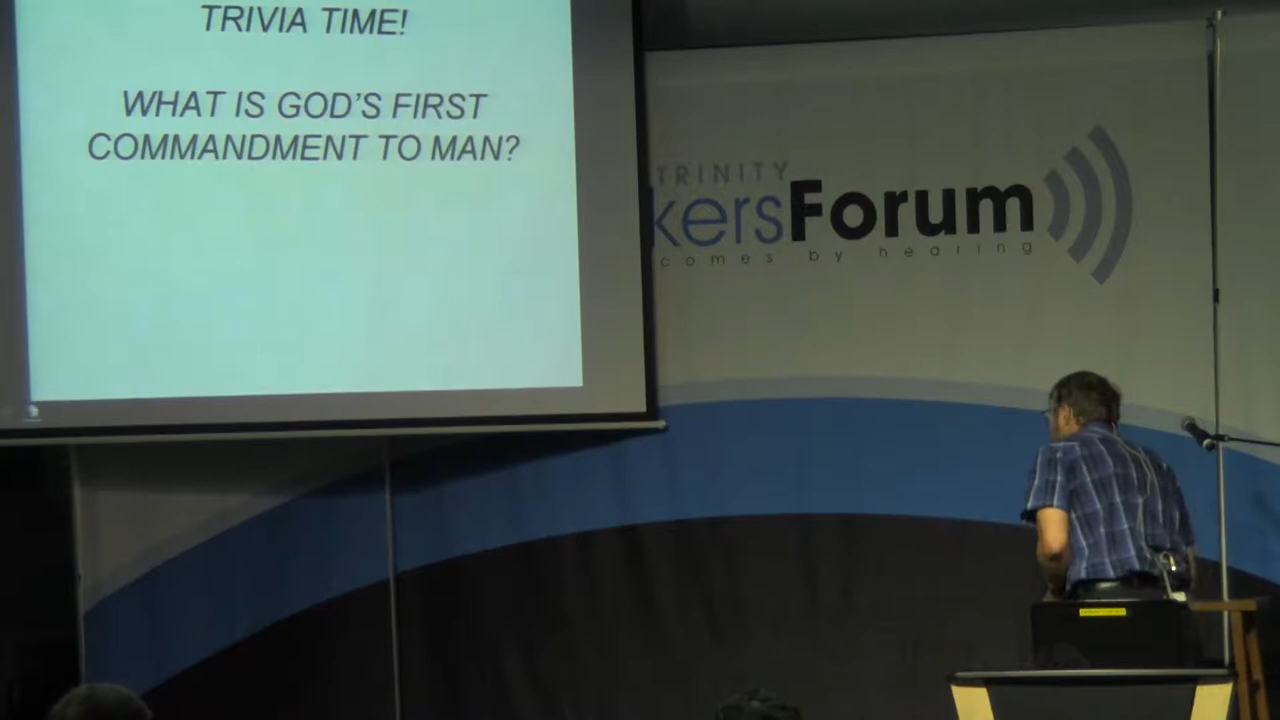 TRIVIA TIME!
WHAT IS GOD'S FIRST
COMMANDMENT TO MAN?
TRINITY
kersForum
comes by hearing